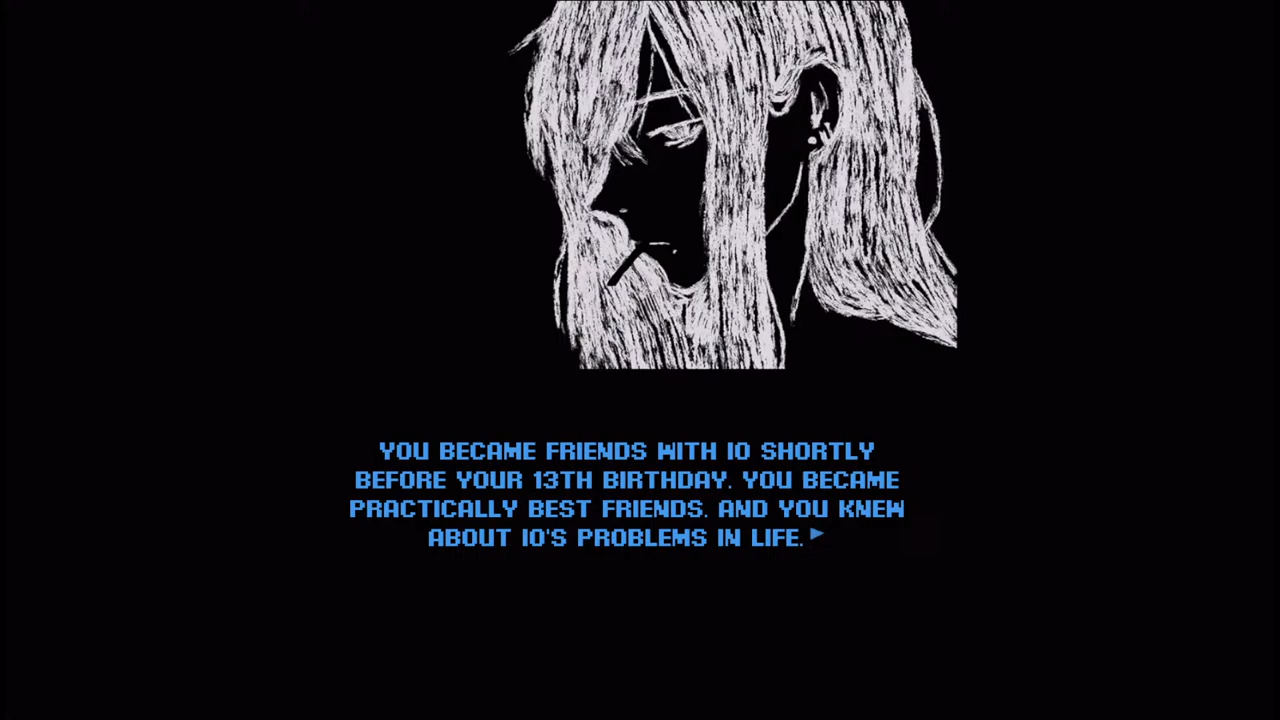 YOU BECAME FRIENDS WITH IO SHORTLY
BEFORE YOUR 13TH BIRTHDAY. YOU BECAME
PRACTICALLY BEST FRIENDS. AND YOU KNEW
ABOUT IO'S PROBLEMS IN LIFE.